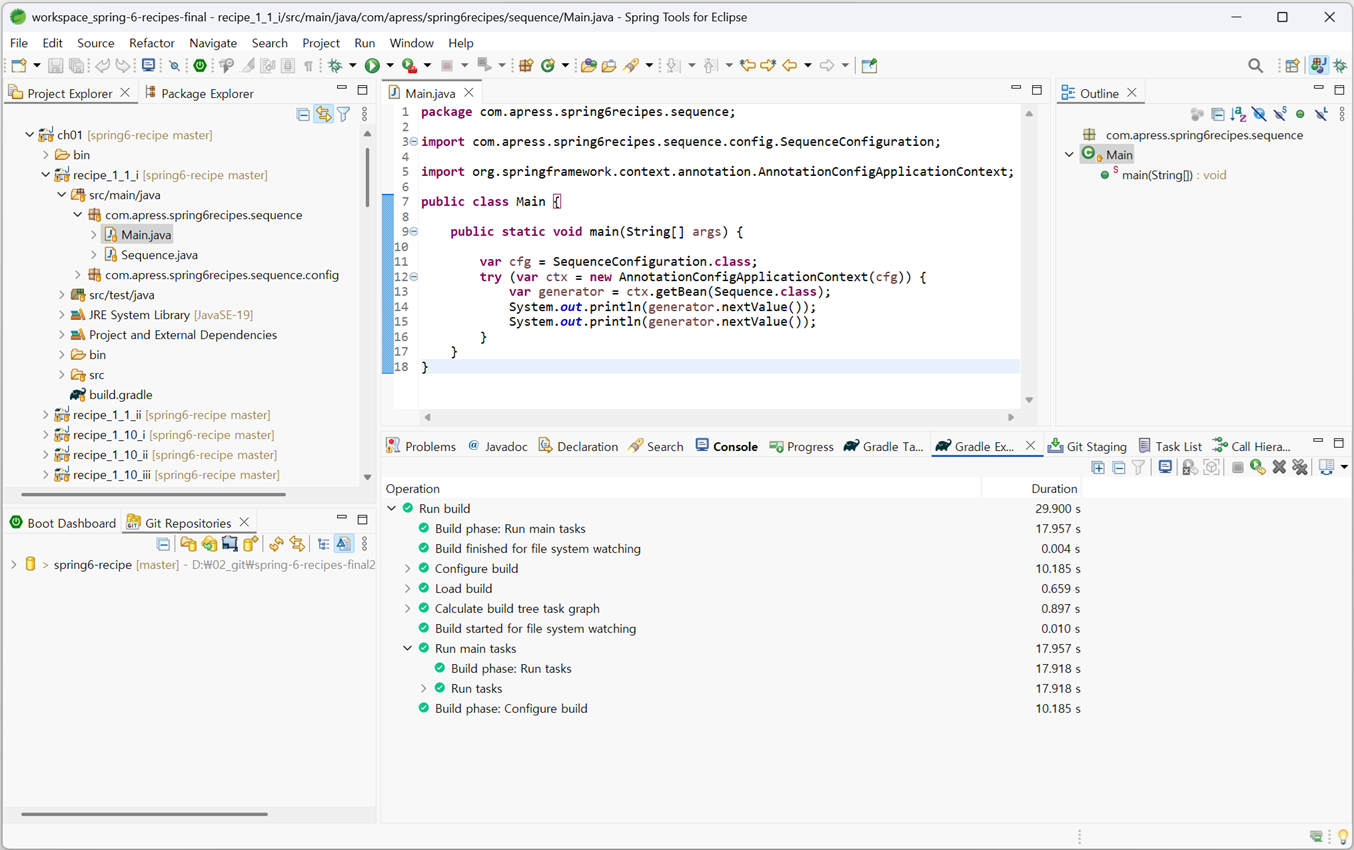 workspace_spring-6-recipes-final - recipe_1_1_i/src/main/java/com/apress/spring6recipes/sequence/Main.java - Spring Tools for Eclipse
File Edit Source Refactor Navigate Search Project Run Window Help
Project Explorer
Package Explorer
ch01 [spring6-recipe master]
bin
recipe_1_1_i [spring6-recipe master]
src/main/java
com.apress.spring6recipes.sequence
Main.java
Sequence.java
com.apress.spring6recipes.sequence.config
src/test/java
JRE System Library [JavaSE-19]
Project and External Dependencies
bin
src
build.gradle
recipe_1_1_ii [spring6-recipe master]
recipe_1_10_i [spring6-recipe master]
recipe_1_10_ii [spring6-recipe master]
recipe_1_10_iii [spring6-recipe master]
Boot Dashboard
Git Repositories
> spring6-recipe [master] - D:₩02_git₩spring-6-recipes-final2
Main.java
1 package com.apress.spring6recipes.sequence;
2
3 import com.apress.spring6recipes.sequence.config.SequenceConfiguration;
4
5 import org.springframework.context.annotation.AnnotationConfigApplicationContext;
6
7 public class Main {
8
9 public static void main(String[] args) {
10
11 var cfg = SequenceConfiguration.class;
12 try (var ctx = new AnnotationConfigApplicationContext(cfg)) {
13 var generator = ctx.getBean(Sequence.class);
14 System.out.println(generator.nextValue());
15 System.out.println(generator.nextValue());
16 }
17 }
18 }
Outline
com.apress.spring6recipes.sequence
Main
main(String[]) : void
Problems
Javadoc
Declaration
Search
Console
Progress
Gradle Ta...
Gradle Ex...
Git Staging
Task List
Call Hiera...
Operation Duration
Run build 29.900 s
Build phase: Run main tasks 17.957 s
Build finished for file system watching 0.004 s
Configure build 10.185 s
Load build 0.659 s
Calculate build tree task graph 0.897 s
Build started for file system watching 0.010 s
Run main tasks 17.957 s
Build phase: Run tasks 17.918 s
Run tasks 17.918 s
Build phase: Configure build 10.185 s